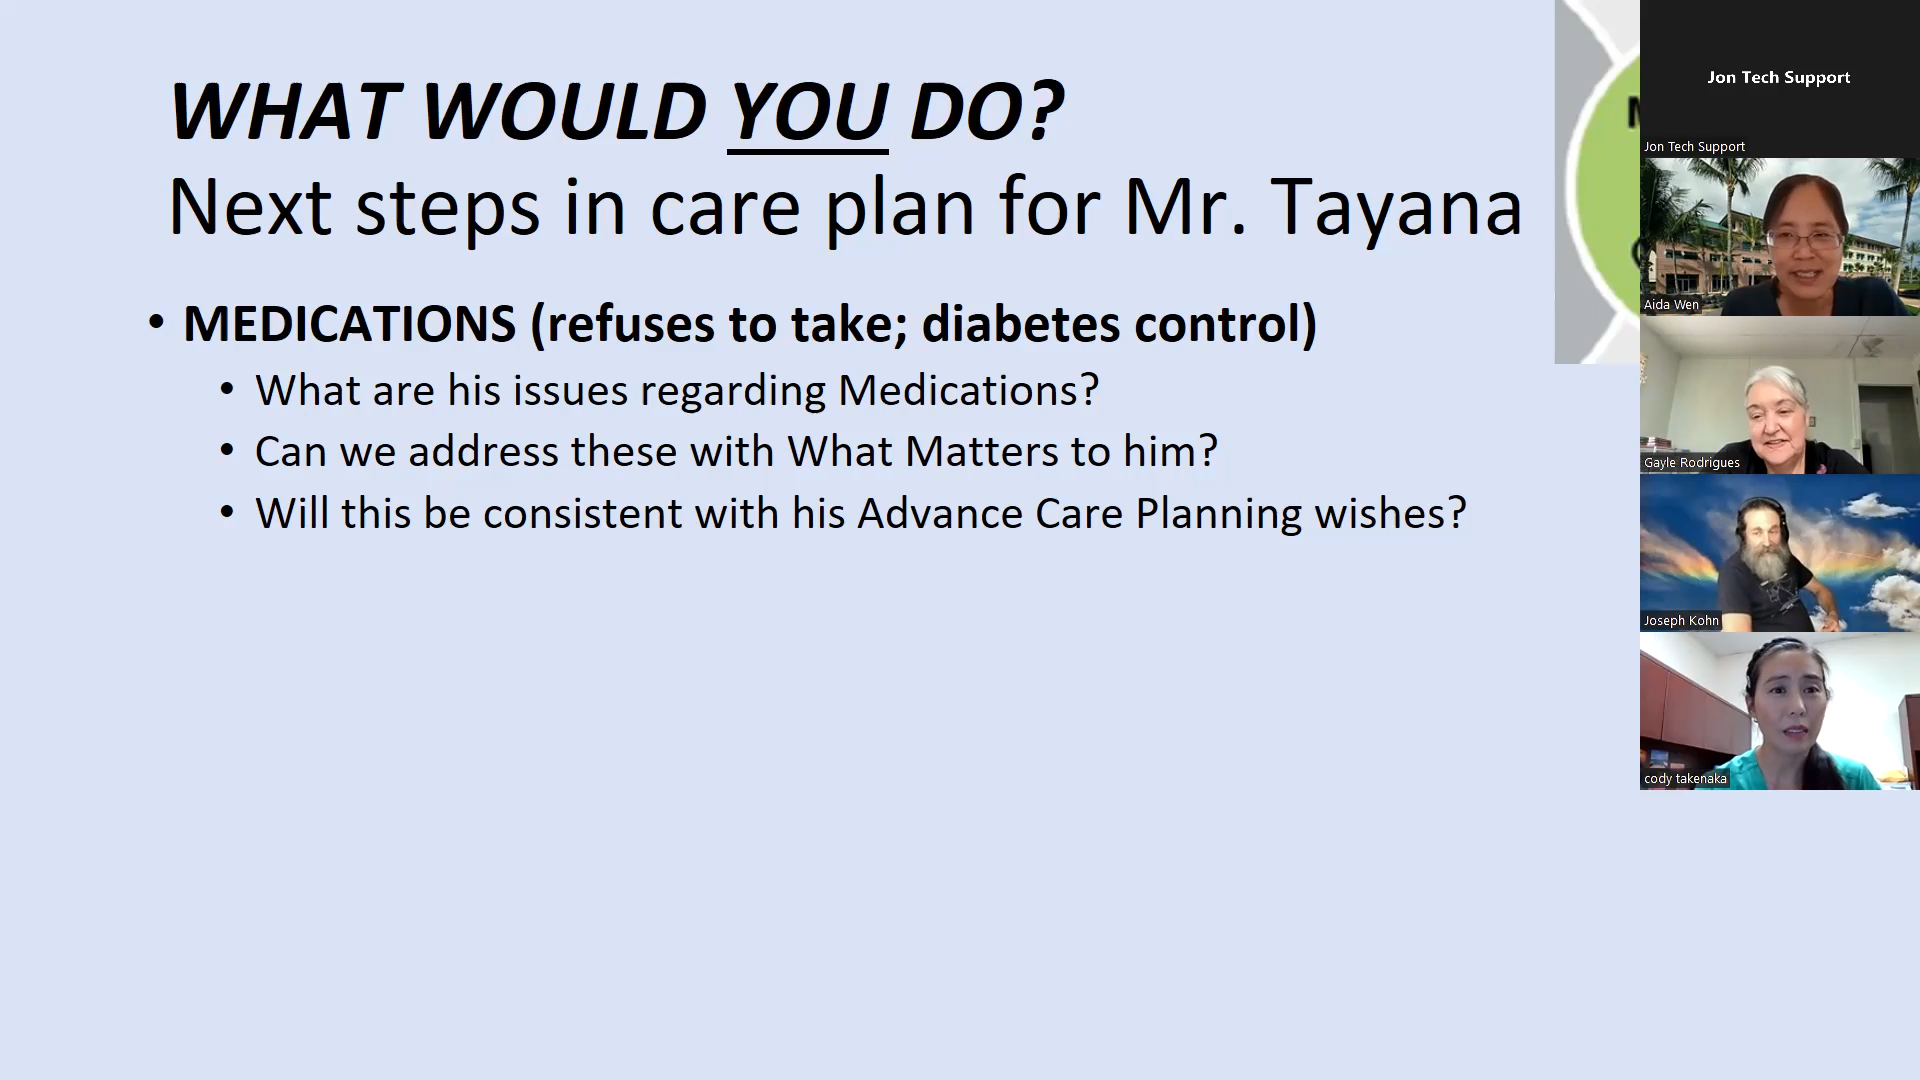 WHAT WOULD YOU DO?
Next steps in care plan for Mr. Tayana
• MEDICATIONS (refuses to take; diabetes control)
• What are his issues regarding Medications?
• Can we address these with What Matters to him?
• Will this be consistent with his Advance Care Planning wishes?
Jon Tech Support
Jon Tech Support
Aida Wen
Gayle Rodrigues
Joseph Kohn
cody takenaka